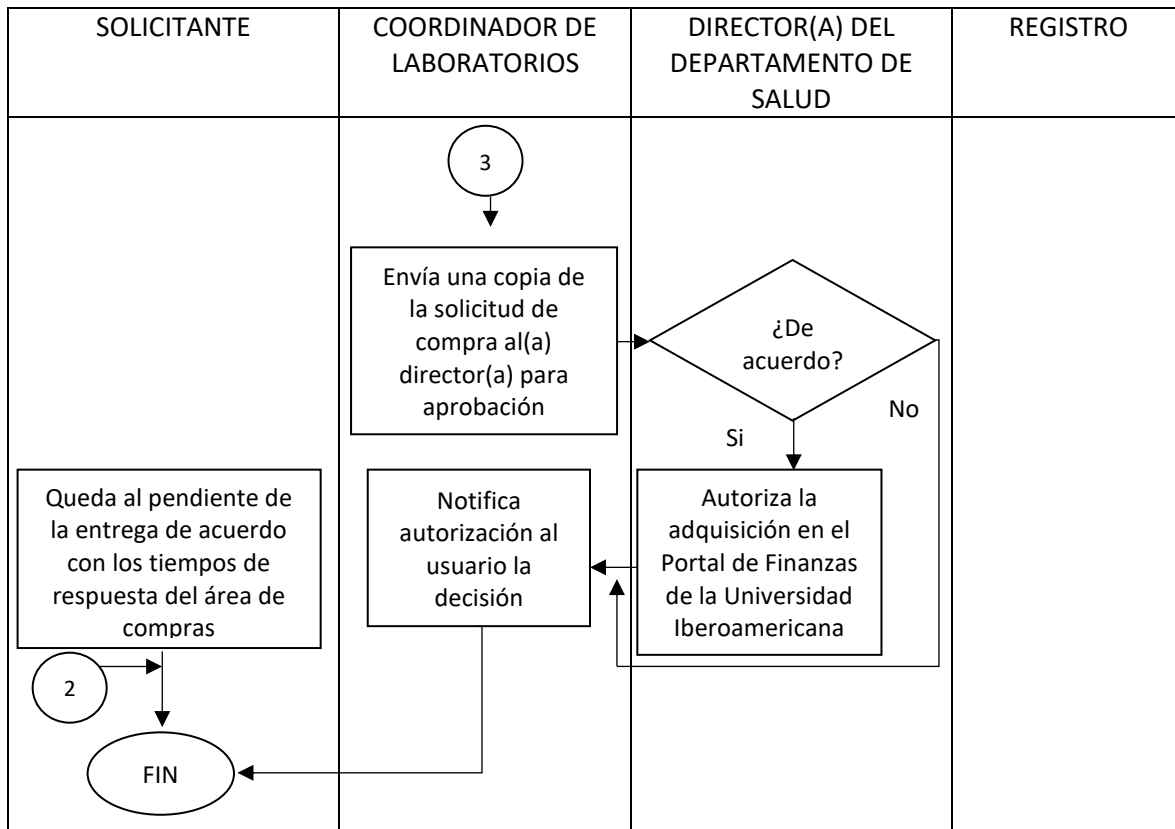 SOLICITANTE
COORDINADOR DE
LABORATORIOS
DIRECTOR(A) DEL
DEPARTAMENTO DE
SALUD
REGISTRO
3
Envía una copia de
la solicitud de
compra al(a)
director(a) para
aprobación
¿De
acuerdo?
No
Si
Queda al pendiente de
la entrega de acuerdo
con los tiempos de
respuesta del área de
compras
Notifica
autorización al
usuario la
decisión
Autoriza la
adquisición en el
Portal de Finanzas
de la Universidad
Iberoamericana
2
FIN